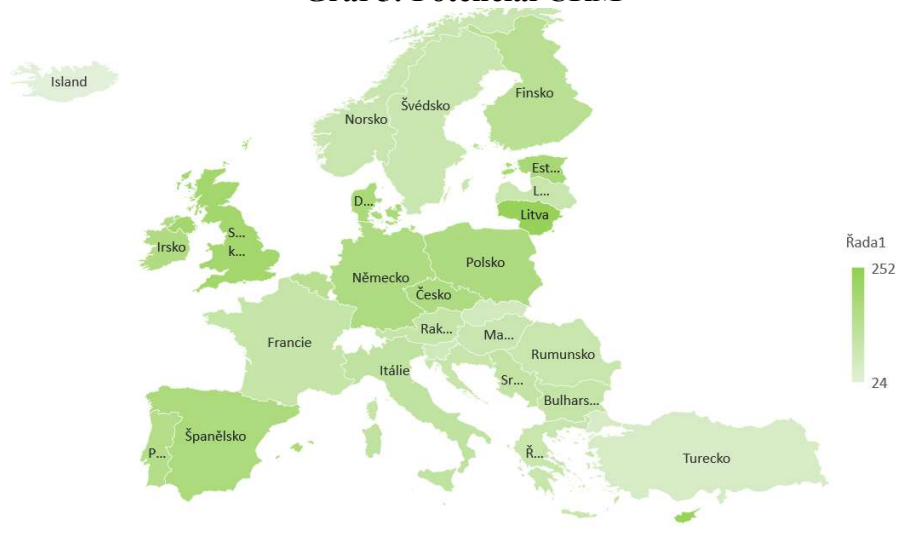 Island
Finsko
Švédsko
Norsko
Est...
L...
D...
Litva
S...
k...
Irsko
Řada1
252
24
Polsko
Německo
Česko
Rak...
Ma...
Francie
Rumunsko
Itálie
Sr...
Bulhars...
Španělsko
P...
Ř...
Turecko